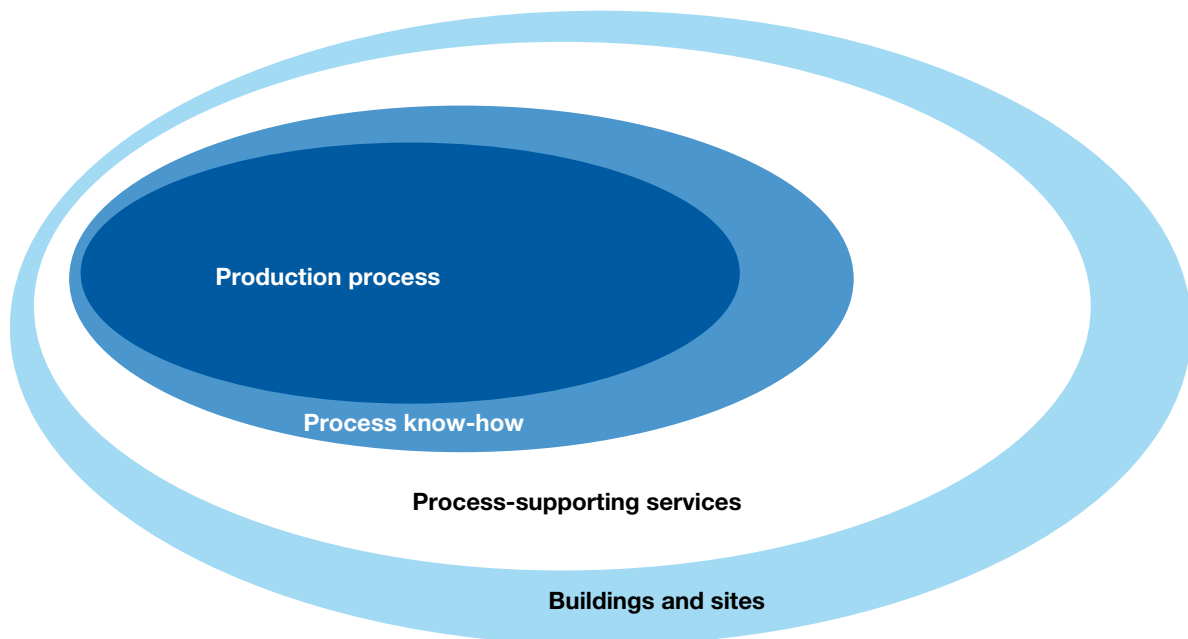 Production process
Process know-how
Process-supporting services
Buildings and sites